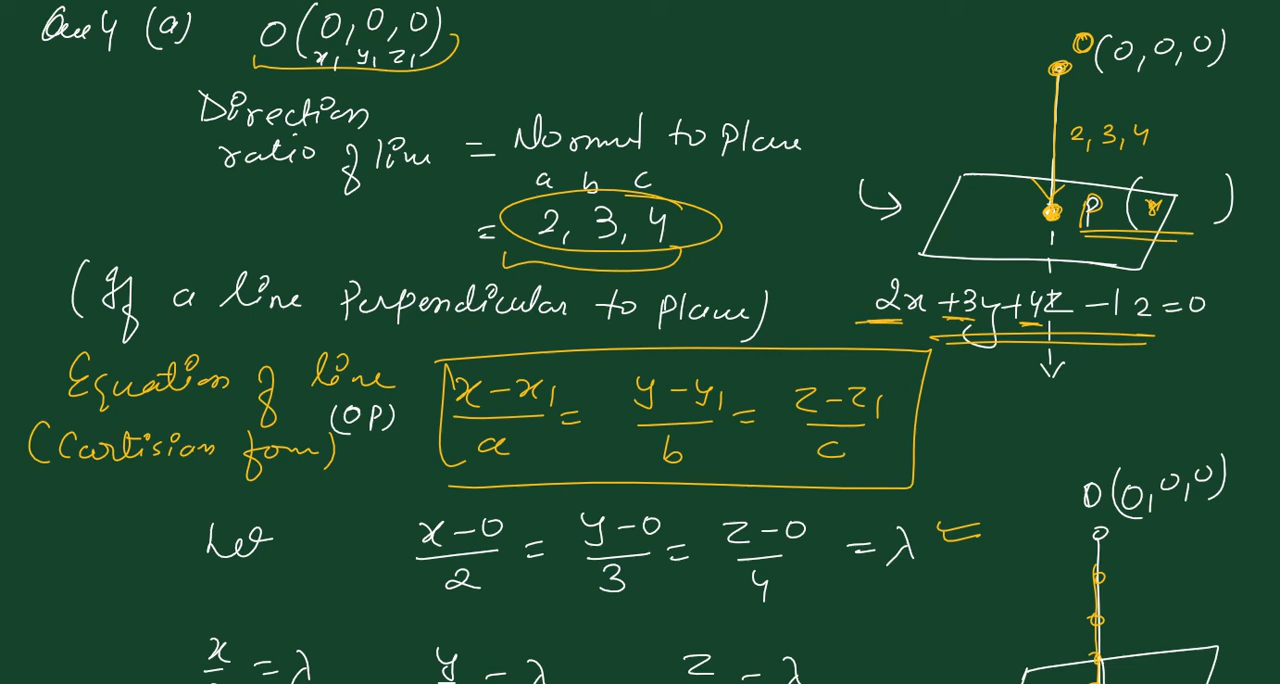 Que 4 (a) O(0, 0, 0)
x₁ y₁ z₁
O(0, 0, 0)
Direction
ratio of line = Normal to plane
2, 3, 4
a b c
= 2, 3, 4
P ( )
(If a line Perpendicular to plane)
2x +3y +4z -12 =0
Equation of line
(OP)
(Cartisian form)
x-x₁/a = y-y₁/b = z-z₁/c
O(0,0,0)
Let x-0/2 = y-0/3 = z-0/4 = λ
x = λ y = λ z = λ